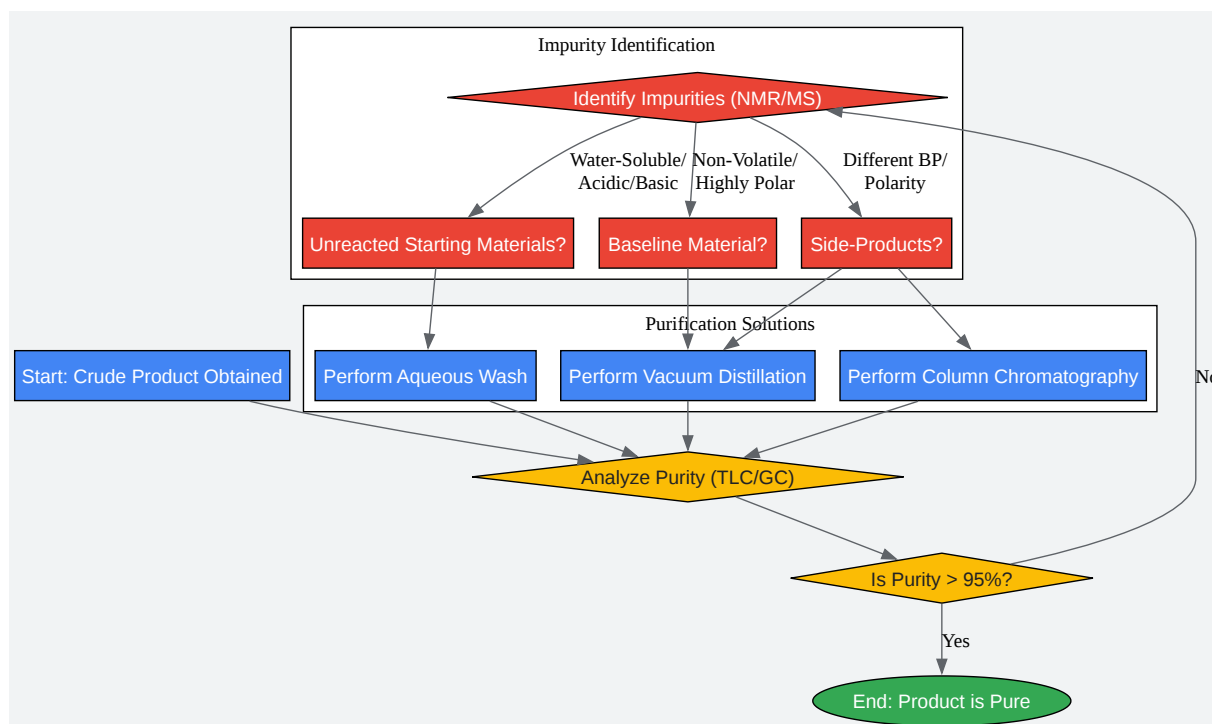 Impurity Identification
Identify Impurities (NMR/MS)
Water-Soluble/
Acidic/Basic
Non-Volatile/
Highly Polar
Different BP/
Polarity
Unreacted Starting Materials?
Baseline Material?
Side-Products?
Purification Solutions
Start: Crude Product Obtained
Perform Aqueous Wash
Perform Vacuum Distillation
Perform Column Chromatography
No
Analyze Purity (TLC/GC)
Is Purity > 95%?
Yes
End: Product is Pure